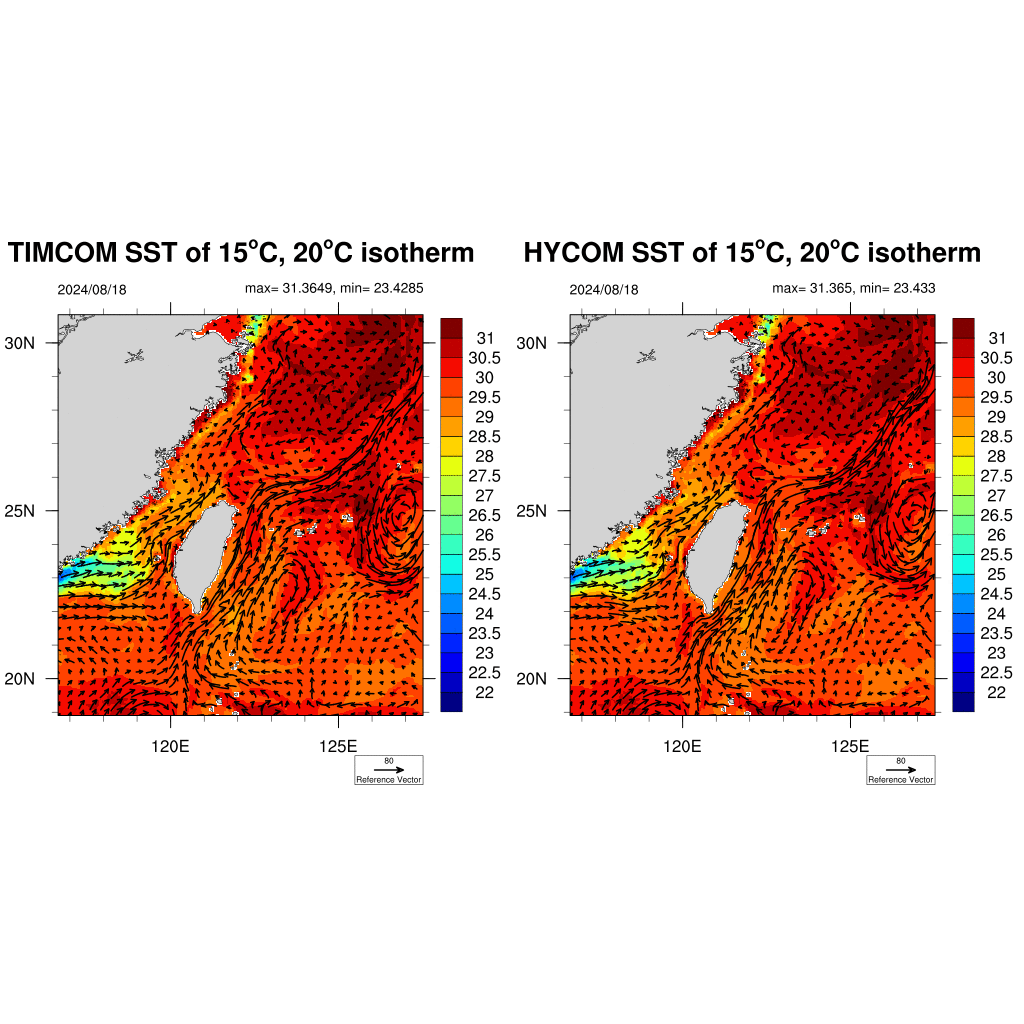 TIMCOM SST of 15°C, 20°C isotherm
2024/08/18
max= 31.3649, min= 23.4285
30N
25N
20N
120E
125E
31
30.5
30
29.5
29
28.5
28
27.5
27
26.5
26
25.5
25
24.5
24
23.5
23
22.5
22
80
Reference Vector
HYCOM SST of 15°C, 20°C isotherm
2024/08/18
max= 31.365, min= 23.433
30N
25N
20N
120E
125E
31
30.5
30
29.5
29
28.5
28
27.5
27
26.5
26
25.5
25
24.5
24
23.5
23
22.5
22
80
Reference Vector